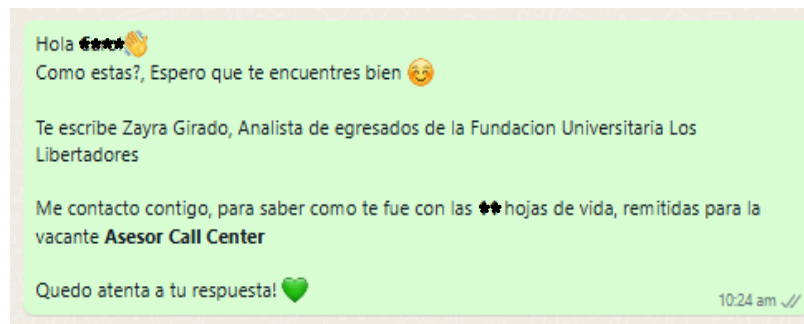 Hola 👋
Como estas?, Espero que te encuentres bien 😊
Te escribe Zayra Girado, Analista de egresados de la Fundacion Universitaria Los
Libertadores
Me contacto contigo, para saber como te fue con las hojas de vida, remitidas para la
vacante Asesor Call Center
Quedo atenta a tu respuesta! 💚
10:24 am